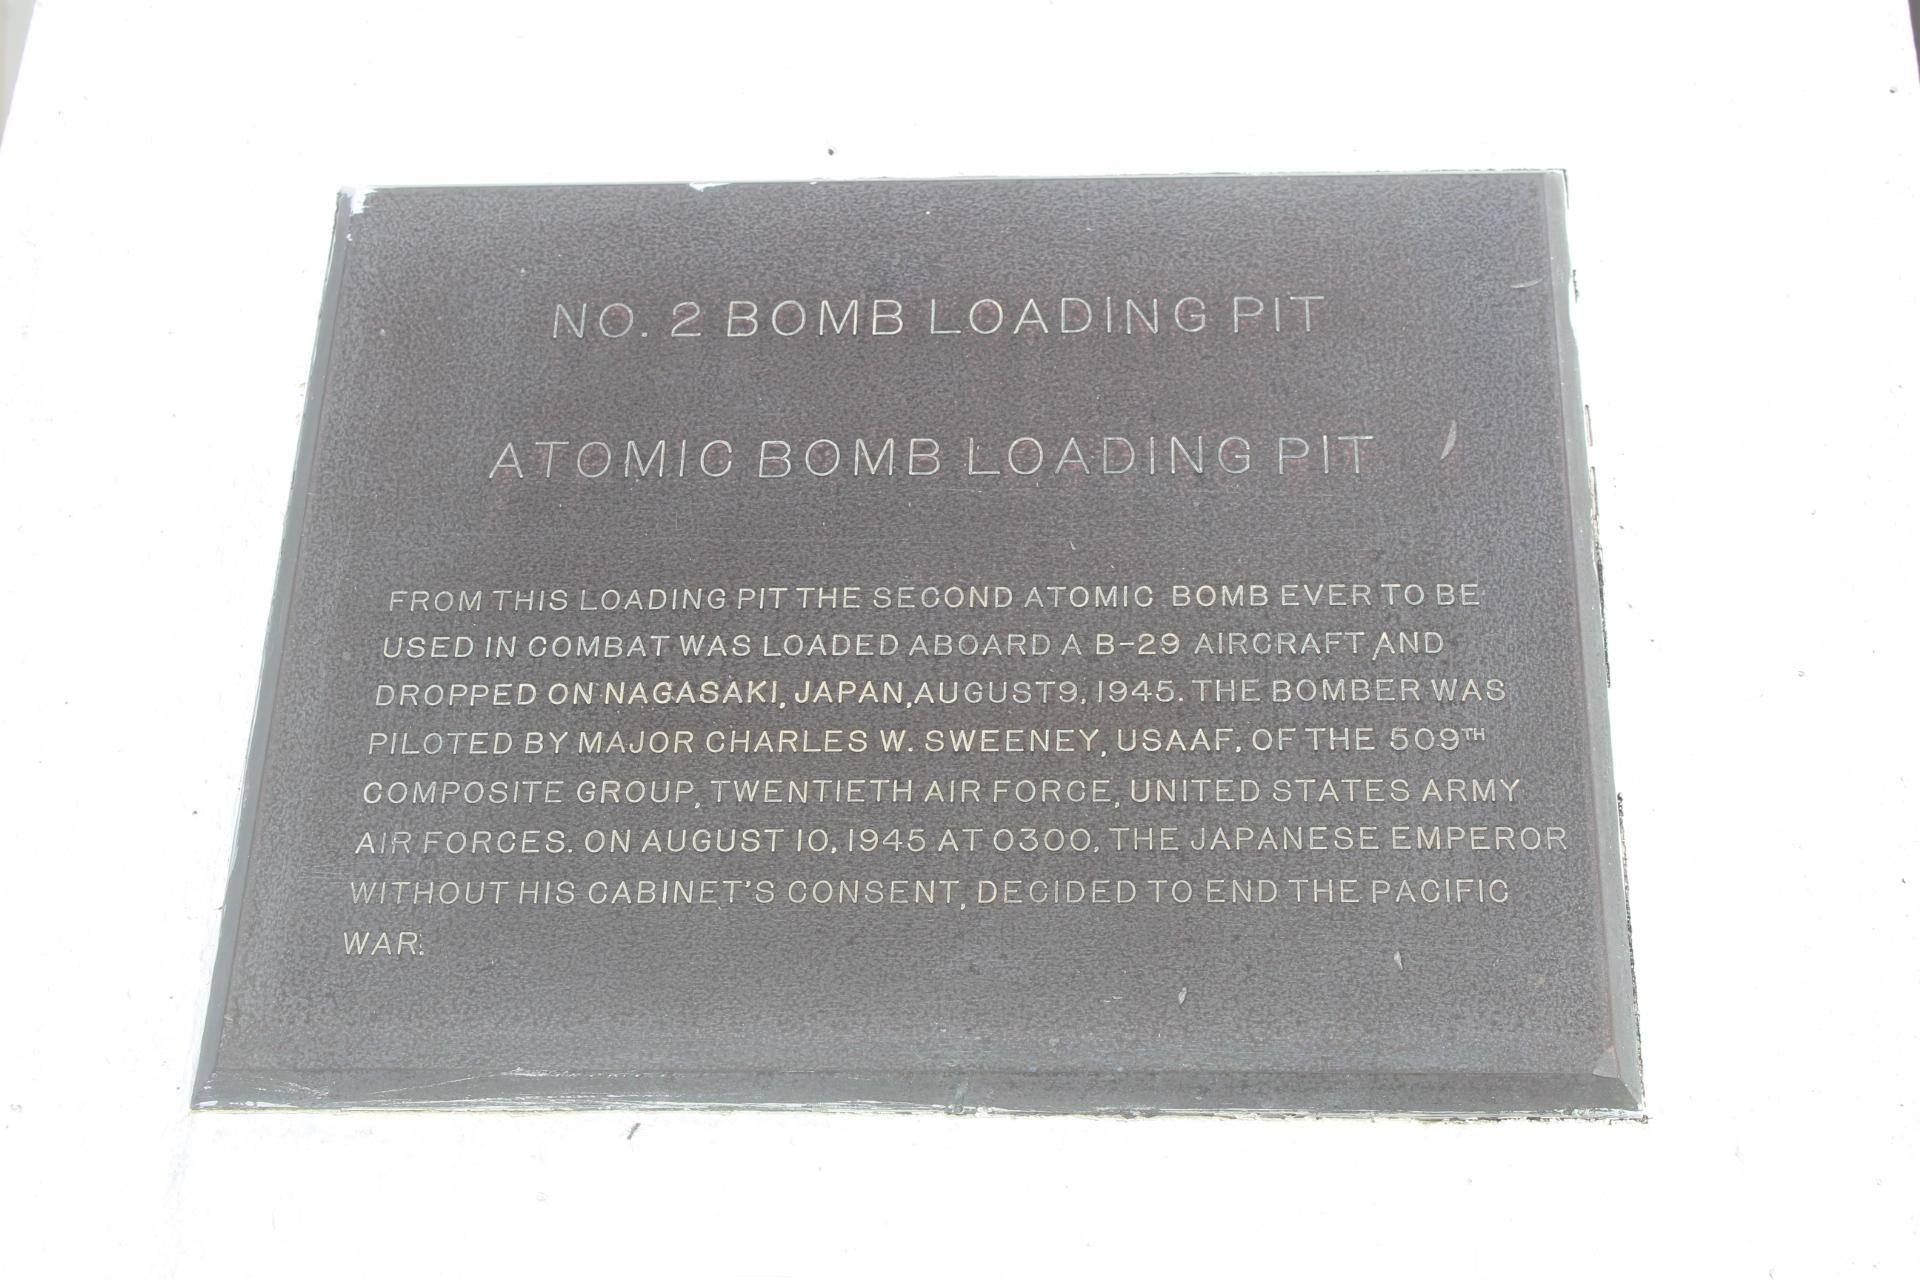 NO. 2 BOMB LOADING PIT
ATOMIC BOMB LOADING PIT
FROM THIS LOADING PIT THE SECOND ATOMIC BOMB EVER TO BE
USED IN COMBAT WAS LOADED ABOARD A B-29 AIRCRAFT AND
DROPPED ON NAGASAKI, JAPAN, AUGUST 9, 1945. THE BOMBER WAS
PILOTED BY MAJOR CHARLES W. SWEENEY, USAAF, OF THE 509TH
COMPOSITE GROUP, TWENTIETH AIR FORCE, UNITED STATES ARMY
AIR FORCES. ON AUGUST 10, 1945 AT 0300, THE JAPANESE EMPEROR
WITHOUT HIS CABINET'S CONSENT, DECIDED TO END THE PACIFIC
WAR.